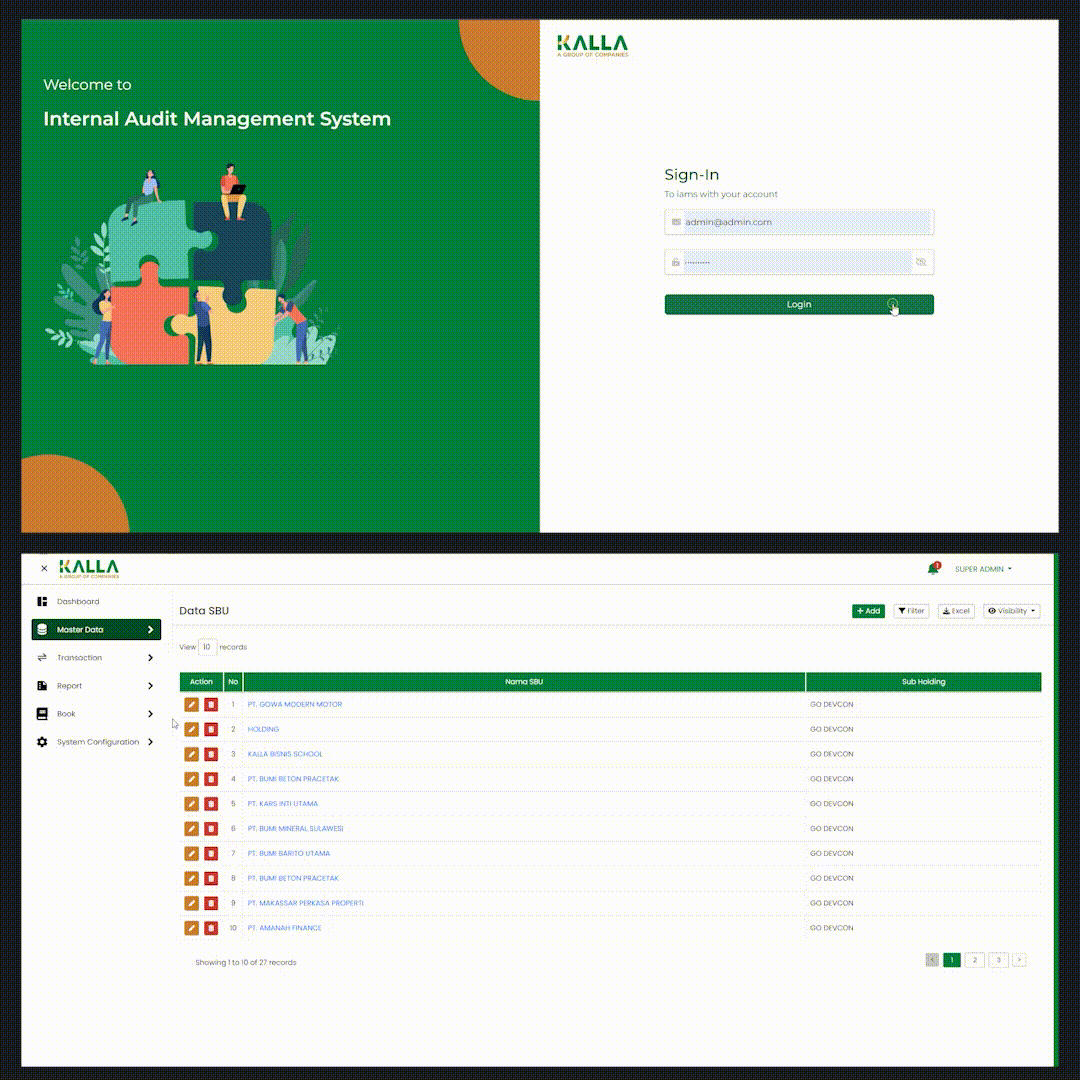 Welcome to
Internal Audit Management System
KALLA
A GROUP OF COMPANIES
Sign-In
To iams with your account
admin@admin.com
Login
KALLA
A GROUP OF COMPANIES
SUPER ADMIN
Dashboard
Master Data
Transaction
Report
Book
System Configuration
Data SBU
+ Add
Filter
Excel
Visibility
View 10 records
Action No Nama SBU Sub Holding
1 PT. GOWA MODERN MOTOR GO DEVCON
2 HOLDING GO DEVCON
3 KALLA BISNIS SCHOOL GO DEVCON
4 PT. BUMI BETON PRACETAK GO DEVCON
5 PT. KARS INTI UTAMA GO DEVCON
6 PT. BUMI MINERAL SULAWESI GO DEVCON
7 PT. BUMI BARITO UTAMA GO DEVCON
8 PT. BUMI BETON PRACETAK GO DEVCON
9 PT. MAKASSAR PERKASA PROPERTI GO DEVCON
10 PT. AMANAH FINANCE GO DEVCON
Showing 1 to 10 of 27 records
< 1 2 3 >